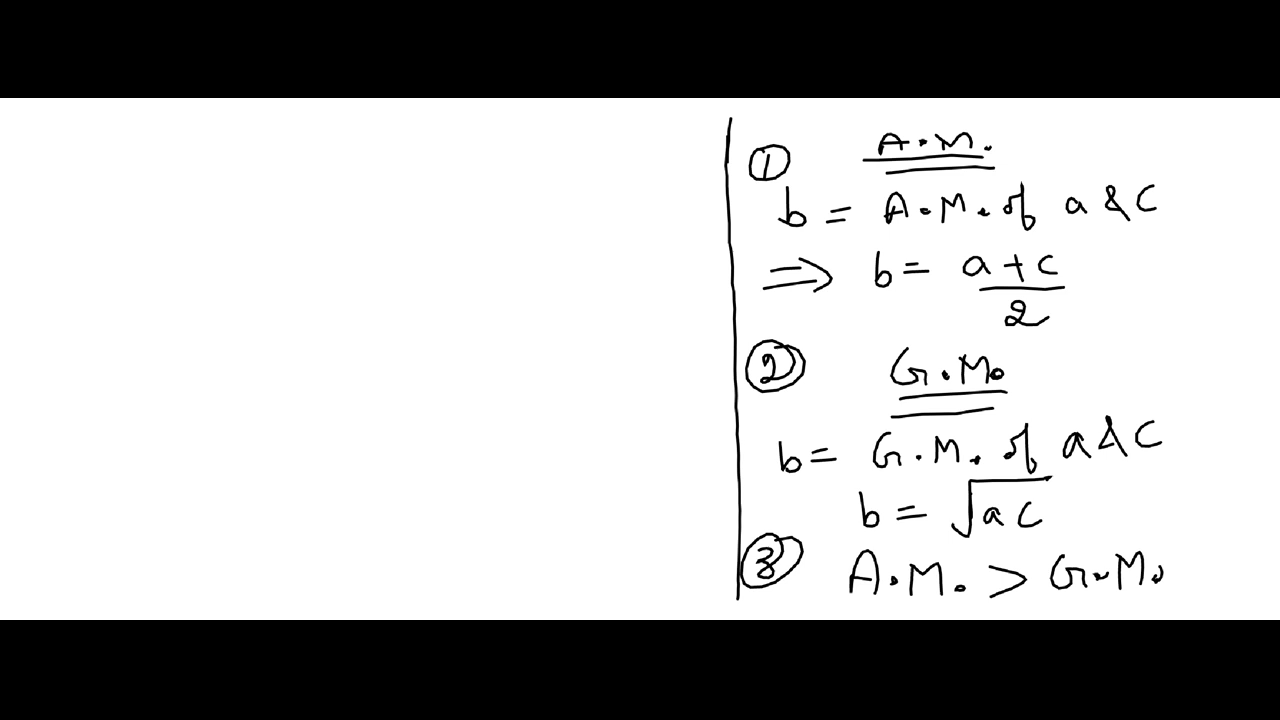 ① A.M.
b = A.M. of a & c
⇒ b = a + c / 2
② G.M.
b = G.M. of a & c
b = √ac
③ A.M. > G.M.